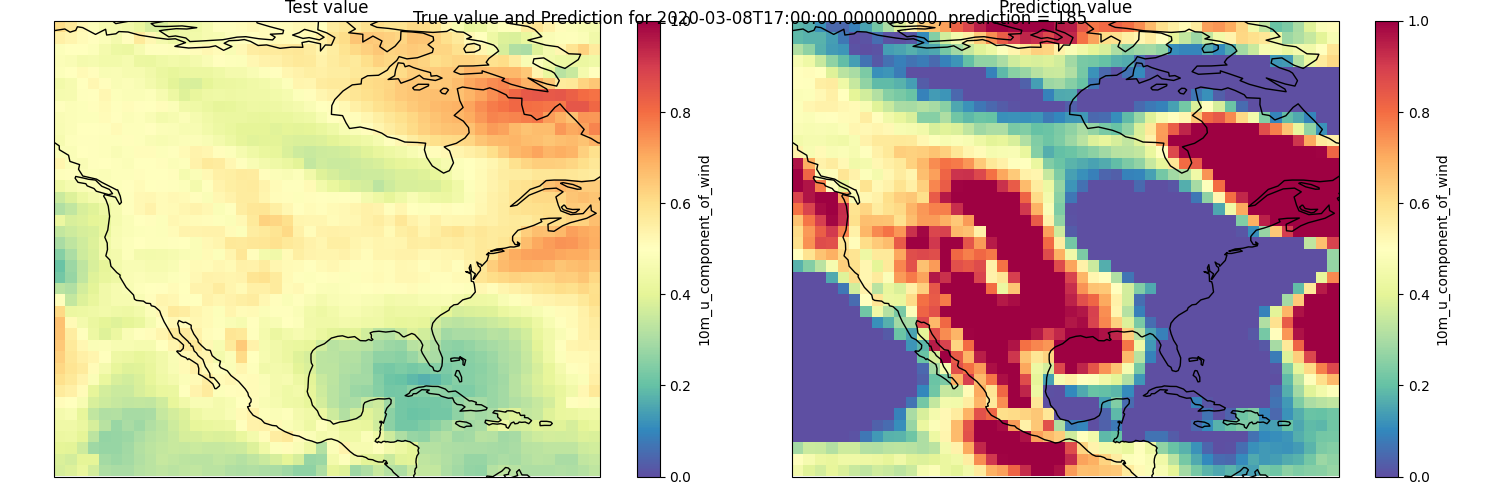 Test value
Prediction value
True value and Prediction for 2020-03-08T17:00:00.000000000, prediction = 185
1.0
0.8
0.6
0.4
0.2
0.0
10m_u_component_of_wind
1.0
0.8
0.6
0.4
0.2
0.0
10m_u_component_of_wind